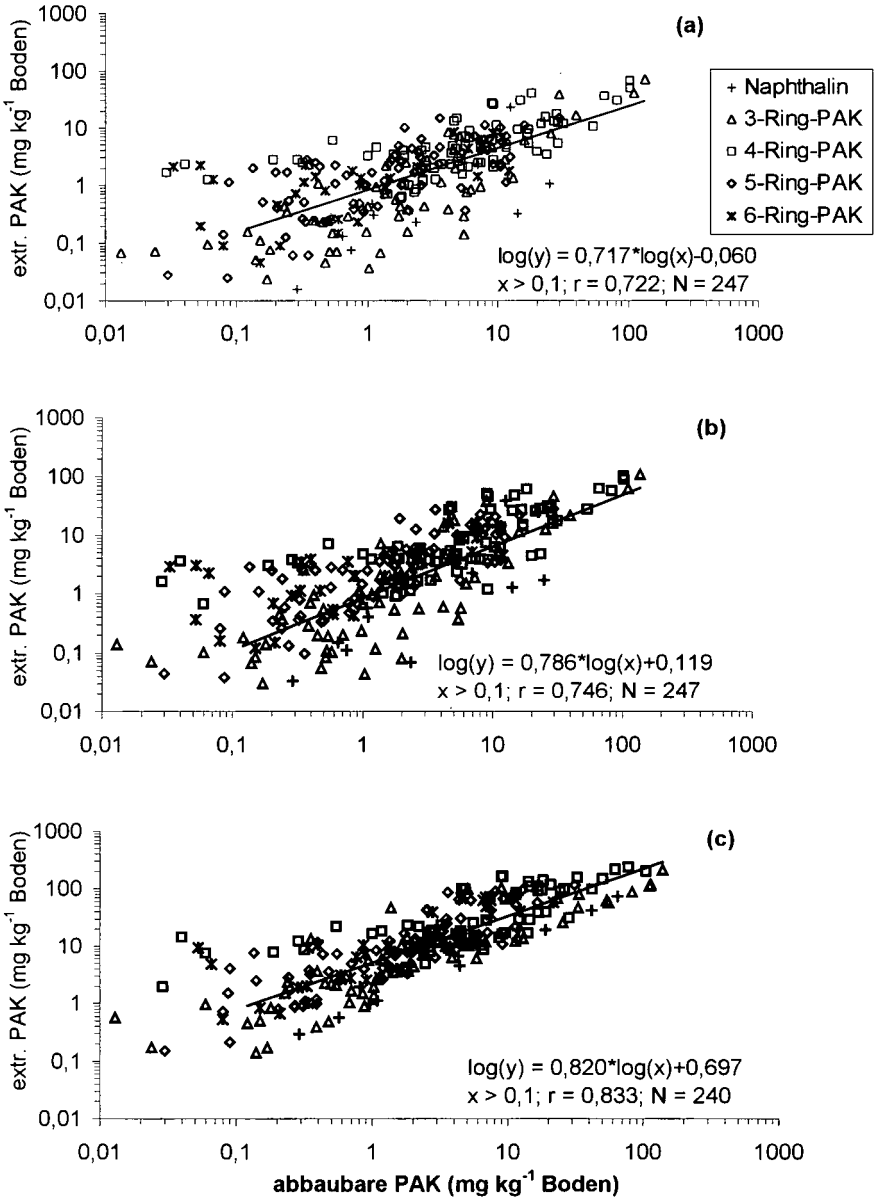 (a)
1000
100
10
1
0,1
0,01
extr. PAK (mg kg⁻¹ Boden)
Naphthalin
3-Ring-PAK
4-Ring-PAK
5-Ring-PAK
6-Ring-PAK
log(y) = 0,717*log(x)-0,060
x > 0,1; r = 0,722; N = 247
0,01 0,1 1 10 100 1000
(b)
1000
100
10
1
0,1
0,01
extr. PAK (mg kg⁻¹ Boden)
log(y) = 0,786*log(x)+0,119
x > 0,1; r = 0,746; N = 247
0,01 0,1 1 10 100 1000
(c)
1000
100
10
1
0,1
0,01
extr. PAK (mg kg⁻¹ Boden)
log(y) = 0,820*log(x)+0,697
x > 0,1; r = 0,833; N = 240
0,01 0,1 1 10 100 1000
abbaubare PAK (mg kg⁻¹ Boden)